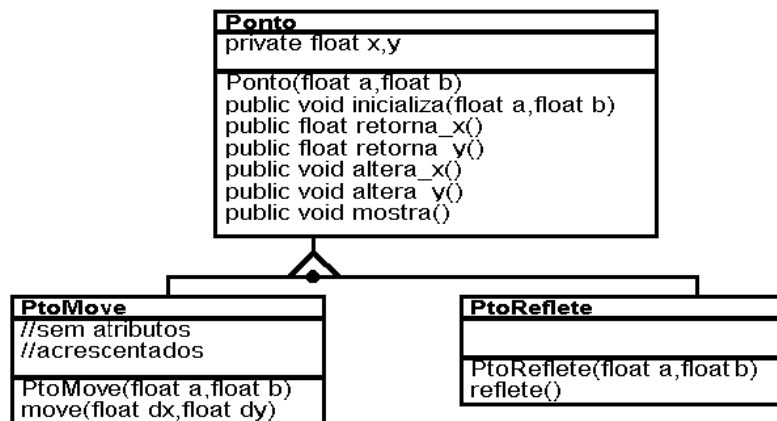 Ponto
private float x,y
Ponto(float a,float b)
public void inicializa(float a,float b)
public float retorna_x()
public float retorna_y()
public void altera_x()
public void altera_y()
public void mostra()
PtoMove
//sem atributos
//acrescentados
PtoMove(float a,float b)
move(float dx,float dy)
PtoReflete
PtoReflete(float a,float b)
reflete()